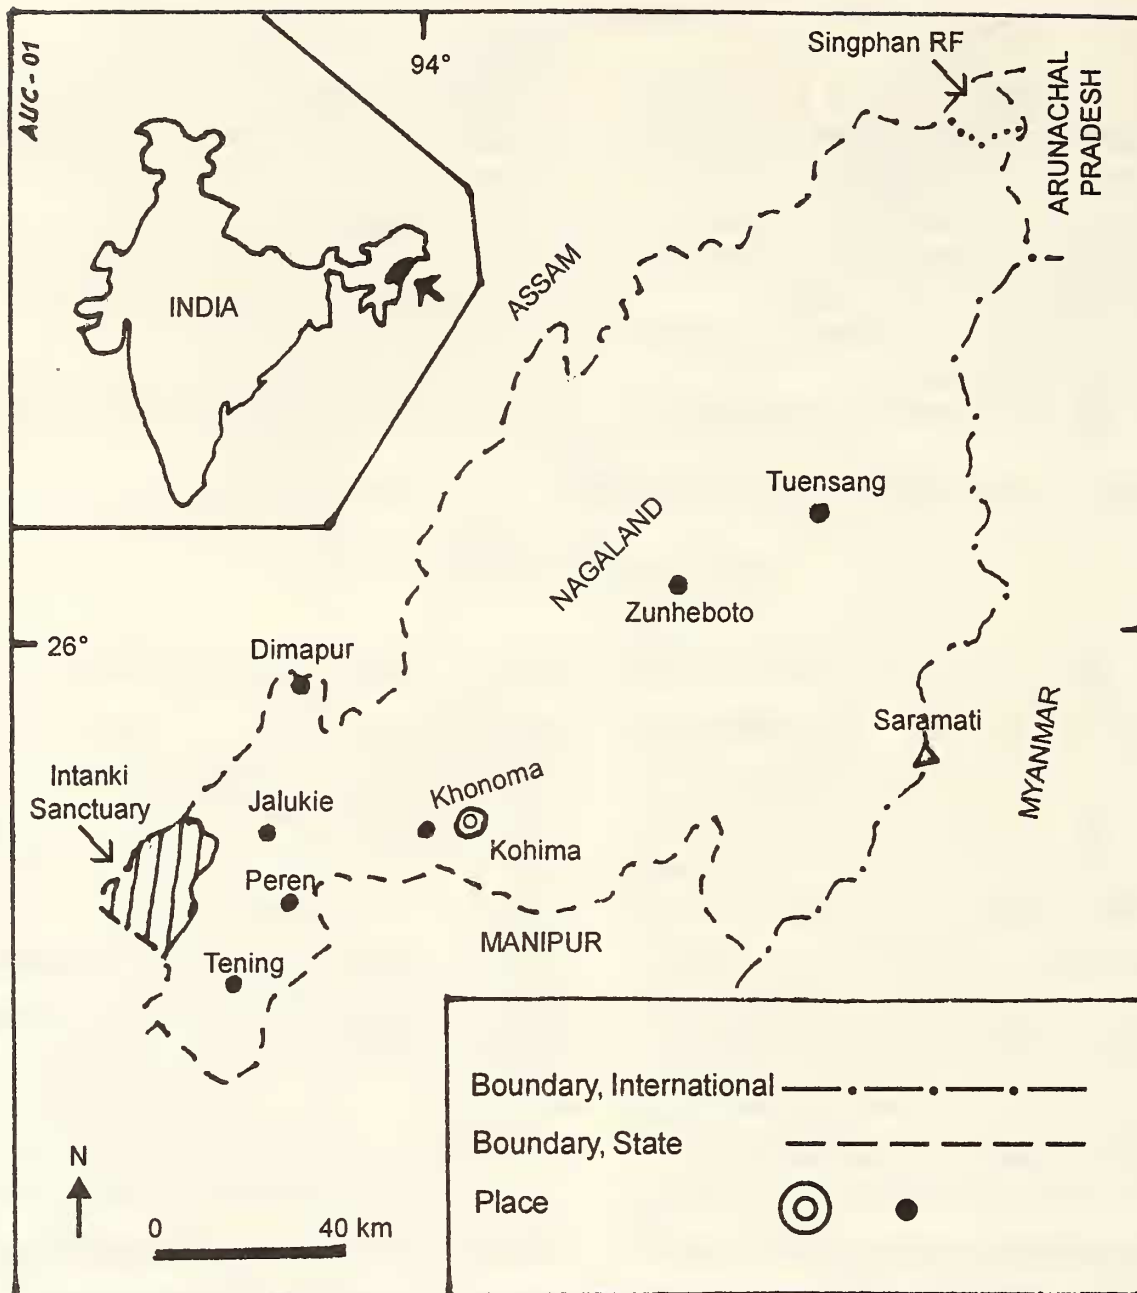 AUC-01
94°
Singphan RF
ARUNACHAL
PRADESH
INDIA
ASSAM
Tuensang
NAGALAND
Zunheboto
26°
Dimapur
Saramati
MYANMAR
Intanki
Sanctuary
Jalukie
Khonoma
Kohima
Peren
MANIPUR
Tening
Boundary, International
Boundary, State
Place
N
0 40 km